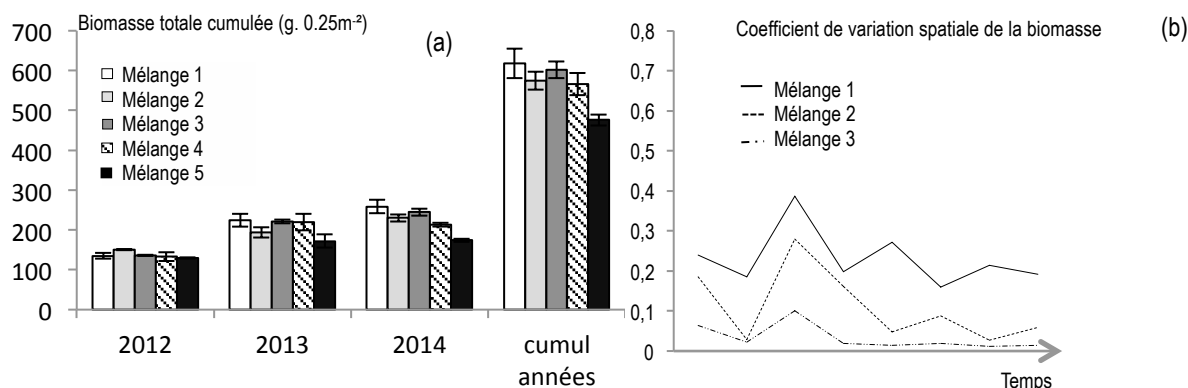 Biomasse totale cumulée (g. 0.25m⁻²)
(a)
700
600
500
400
300
200
100
0
Mélange 1
Mélange 2
Mélange 3
Mélange 4
Mélange 5
2012
2013
2014
cumul
années
Coefficient de variation spatiale de la biomasse
(b)
0,8
0,7
0,6
0,5
0,4
0,3
0,2
0,1
0
Mélange 1
Mélange 2
Mélange 3
Temps